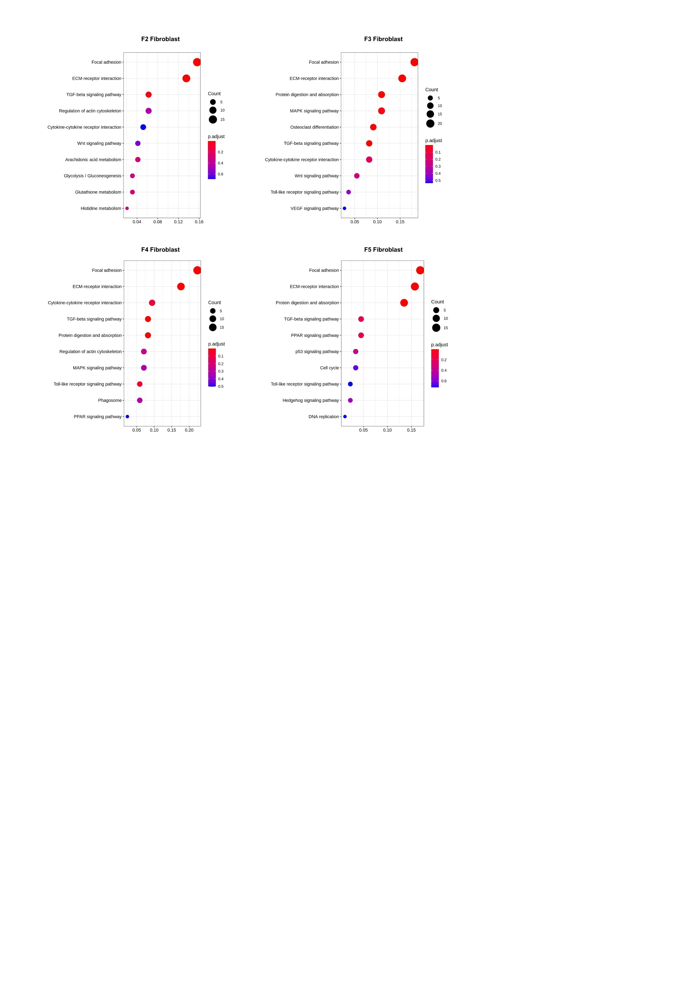 F2 Fibroblast
Focal adhesion
ECM-receptor interaction
TGF-beta signaling pathway
Regulation of actin cytoskeleton
Cytokine-cytokine receptor interaction
Wnt signaling pathway
Arachidonic acid metabolism
Glycolysis / Gluconeogenesis
Glutathione metabolism
Histidine metabolism
0.04 0.08 0.12 0.16
Count
5
10
15
p.adjust
0.2
0.4
0.6
F3 Fibroblast
Focal adhesion
ECM-receptor interaction
Protein digestion and absorption
MAPK signaling pathway
Osteoclast differentiation
TGF-beta signaling pathway
Cytokine-cytokine receptor interaction
Wnt signaling pathway
Toll-like receptor signaling pathway
VEGF signaling pathway
0.05 0.10 0.15
Count
5
10
15
20
p.adjust
0.1
0.2
0.3
0.4
0.5
F4 Fibroblast
Focal adhesion
ECM-receptor interaction
Cytokine-cytokine receptor interaction
TGF-beta signaling pathway
Protein digestion and absorption
Regulation of actin cytoskeleton
MAPK signaling pathway
Toll-like receptor signaling pathway
Phagosome
PPAR signaling pathway
0.05 0.10 0.15 0.20
Count
5
10
15
p.adjust
0.1
0.2
0.3
0.4
0.5
F5 Fibroblast
Focal adhesion
ECM-receptor interaction
Protein digestion and absorption
TGF-beta signaling pathway
PPAR signaling pathway
p53 signaling pathway
Cell cycle
Toll-like receptor signaling pathway
Hedgehog signaling pathway
DNA replication
0.05 0.10 0.15
Count
5
10
15
p.adjust
0.2
0.4
0.6